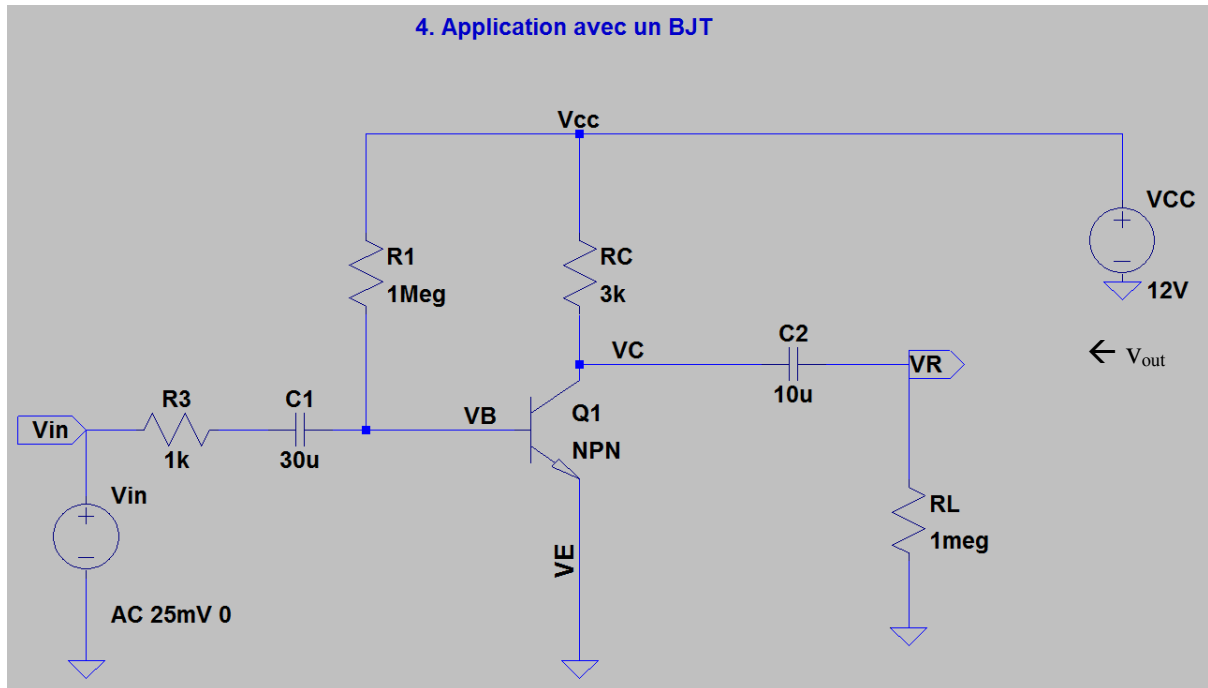 4. Application avec un BJT
Vcc
VCC
R1
1Meg
RC
3k
12V
C2
VC
VR
← vout
10u
R3
C1
VB
Q1
Vin
1k
30u
NPN
Vin
RL
1meg
VE
AC 25mV 0